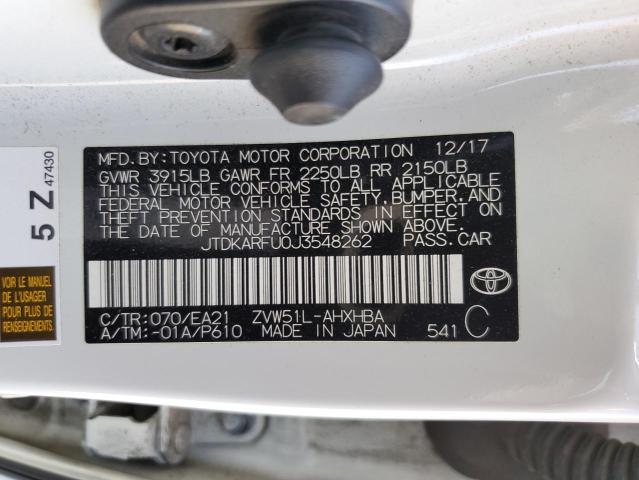 MFD.BY:TOYOTA MOTOR CORPORATION 12/17
GVWR 3915LB GAWR FR 2250LB RR 2150LB
THIS VEHICLE CONFORMS TO ALL APPLICABLE
FEDERAL MOTOR VEHICLE SAFETY,BUMPER,AND
THEFT PREVENTION STANDARDS IN EFFECT ON
THE DATE OF MANUFACTURE SHOWN ABOVE.
JTDKARFU0J3548262 PASS.CAR
C/TR:070/EA21 ZVW51L-AHXHBA
A/TM:-01A/P610 MADE IN JAPAN 541 C
5 Z 47430
LE MANUEL
DE L'USAGER
POUR PLUS